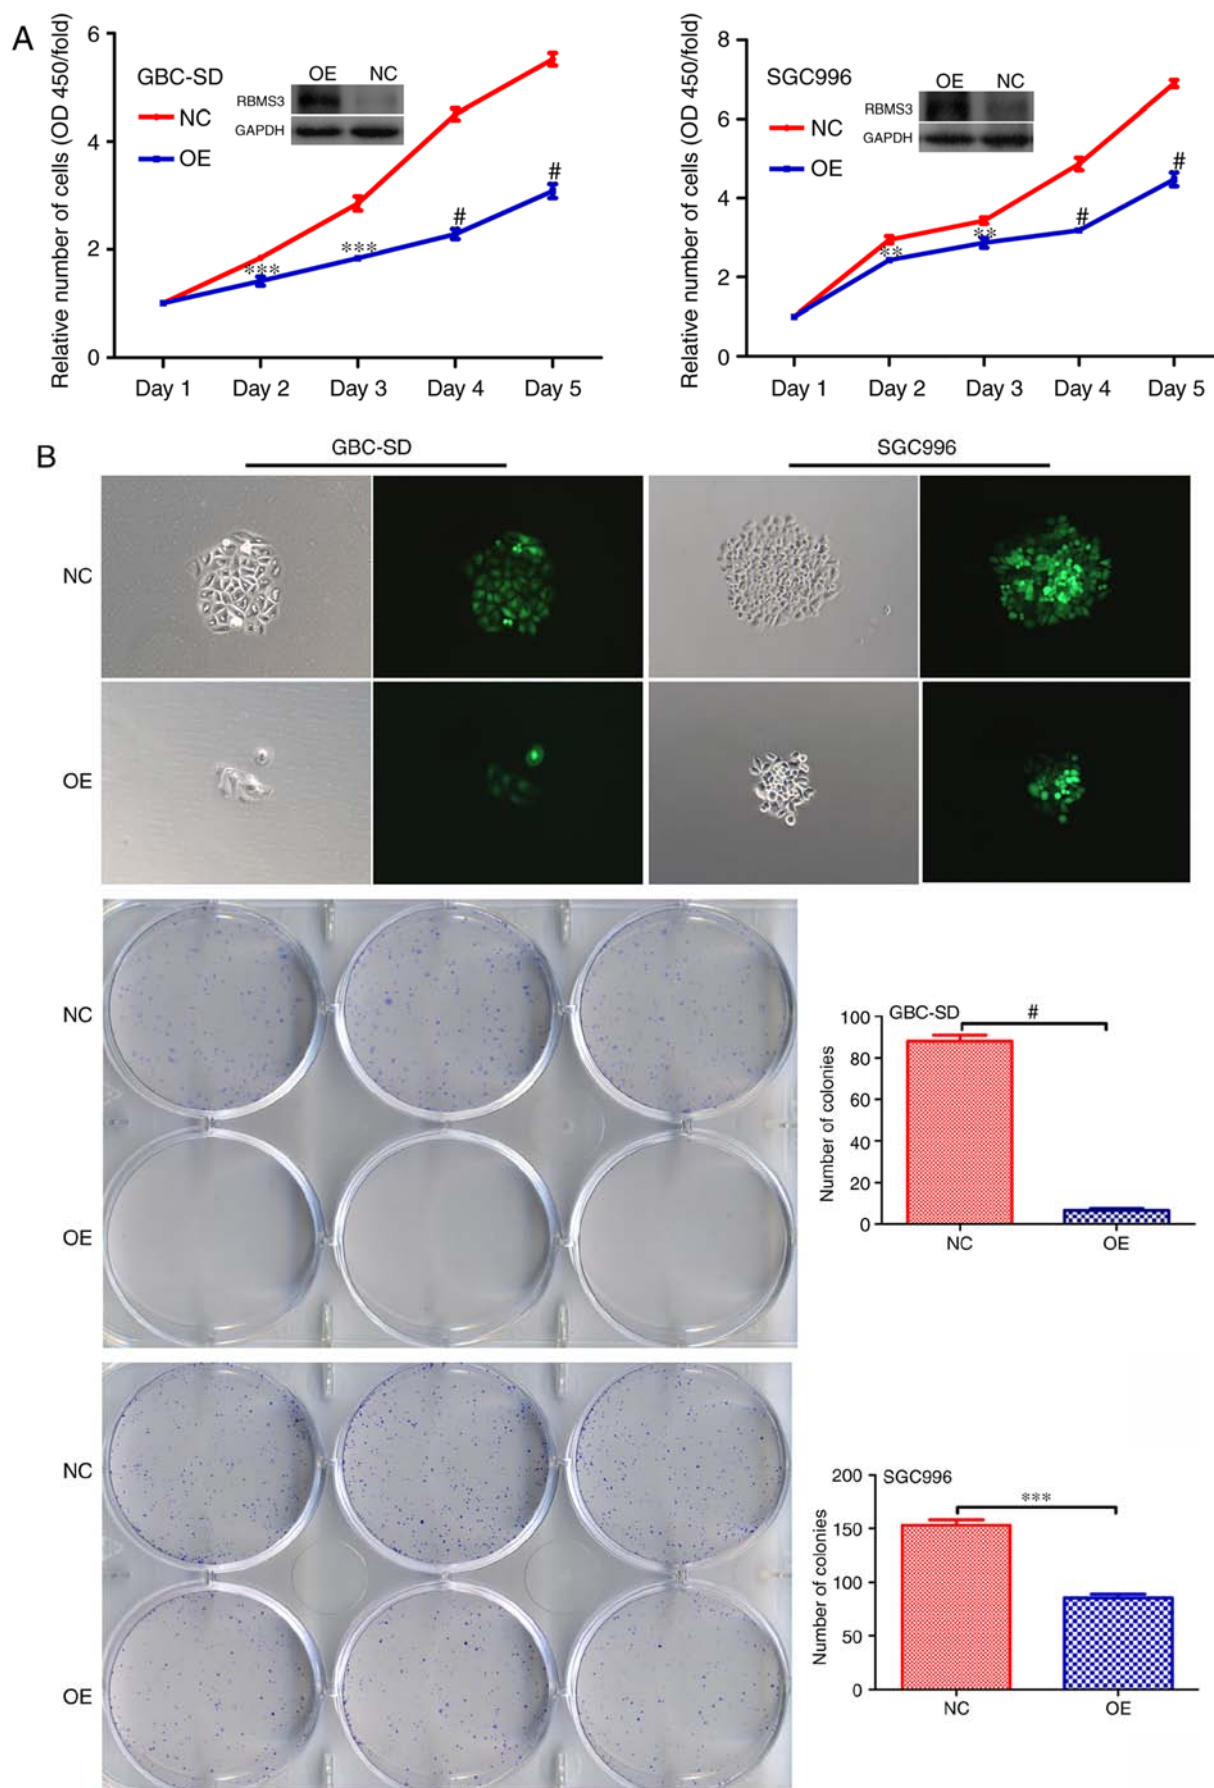 A
Relative number of cells (OD 450/fold)
6
4
2
0
GBC-SD
NC
OE
OE NC
RBMS3
GAPDH
***
***
#
#
Day 1 Day 2 Day 3 Day 4 Day 5
Relative number of cells (OD 450/fold)
8
6
4
2
0
SGC996
NC
OE
OE NC
RBMS3
GAPDH
**
**
#
#
Day 1 Day 2 Day 3 Day 4 Day 5
B
GBC-SD SGC996
NC
OE
NC
OE
Number of colonies
100
80
60
40
20
0
GBC-SD
#
NC OE
NC
OE
Number of colonies
200
150
100
50
0
SGC996
***
NC OE